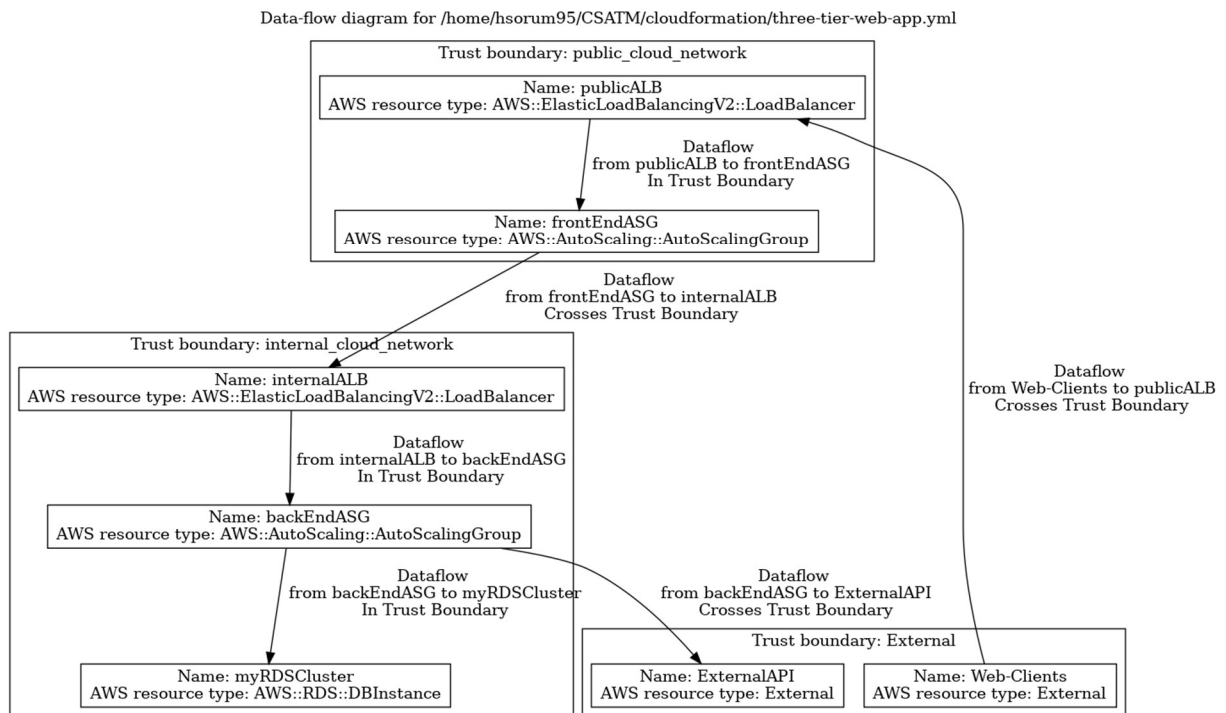 Data-flow diagram for /home/hsorum95/CSATM/cloudformation/three-tier-web-app.yml
Trust boundary: public_cloud_network
Name: publicALB
AWS resource type: AWS::ElasticLoadBalancingV2::LoadBalancer
Dataflow
from publicALB to frontEndASG
In Trust Boundary
Name: frontEndASG
AWS resource type: AWS::AutoScaling::AutoScalingGroup
Dataflow
from frontEndASG to internalALB
Crosses Trust Boundary
Trust boundary: internal_cloud_network
Name: internalALB
AWS resource type: AWS::ElasticLoadBalancingV2::LoadBalancer
Dataflow
from Web-Clients to publicALB
Crosses Trust Boundary
Dataflow
from internalALB to backEndASG
In Trust Boundary
Name: backEndASG
AWS resource type: AWS::AutoScaling::AutoScalingGroup
Dataflow
from backEndASG to myRDSCluster
In Trust Boundary
Dataflow
from backEndASG to ExternalAPI
Crosses Trust Boundary
Trust boundary: External
Name: myRDSCluster
AWS resource type: AWS::RDS::DBInstance
Name: ExternalAPI
AWS resource type: External
Name: Web-Clients
AWS resource type: External